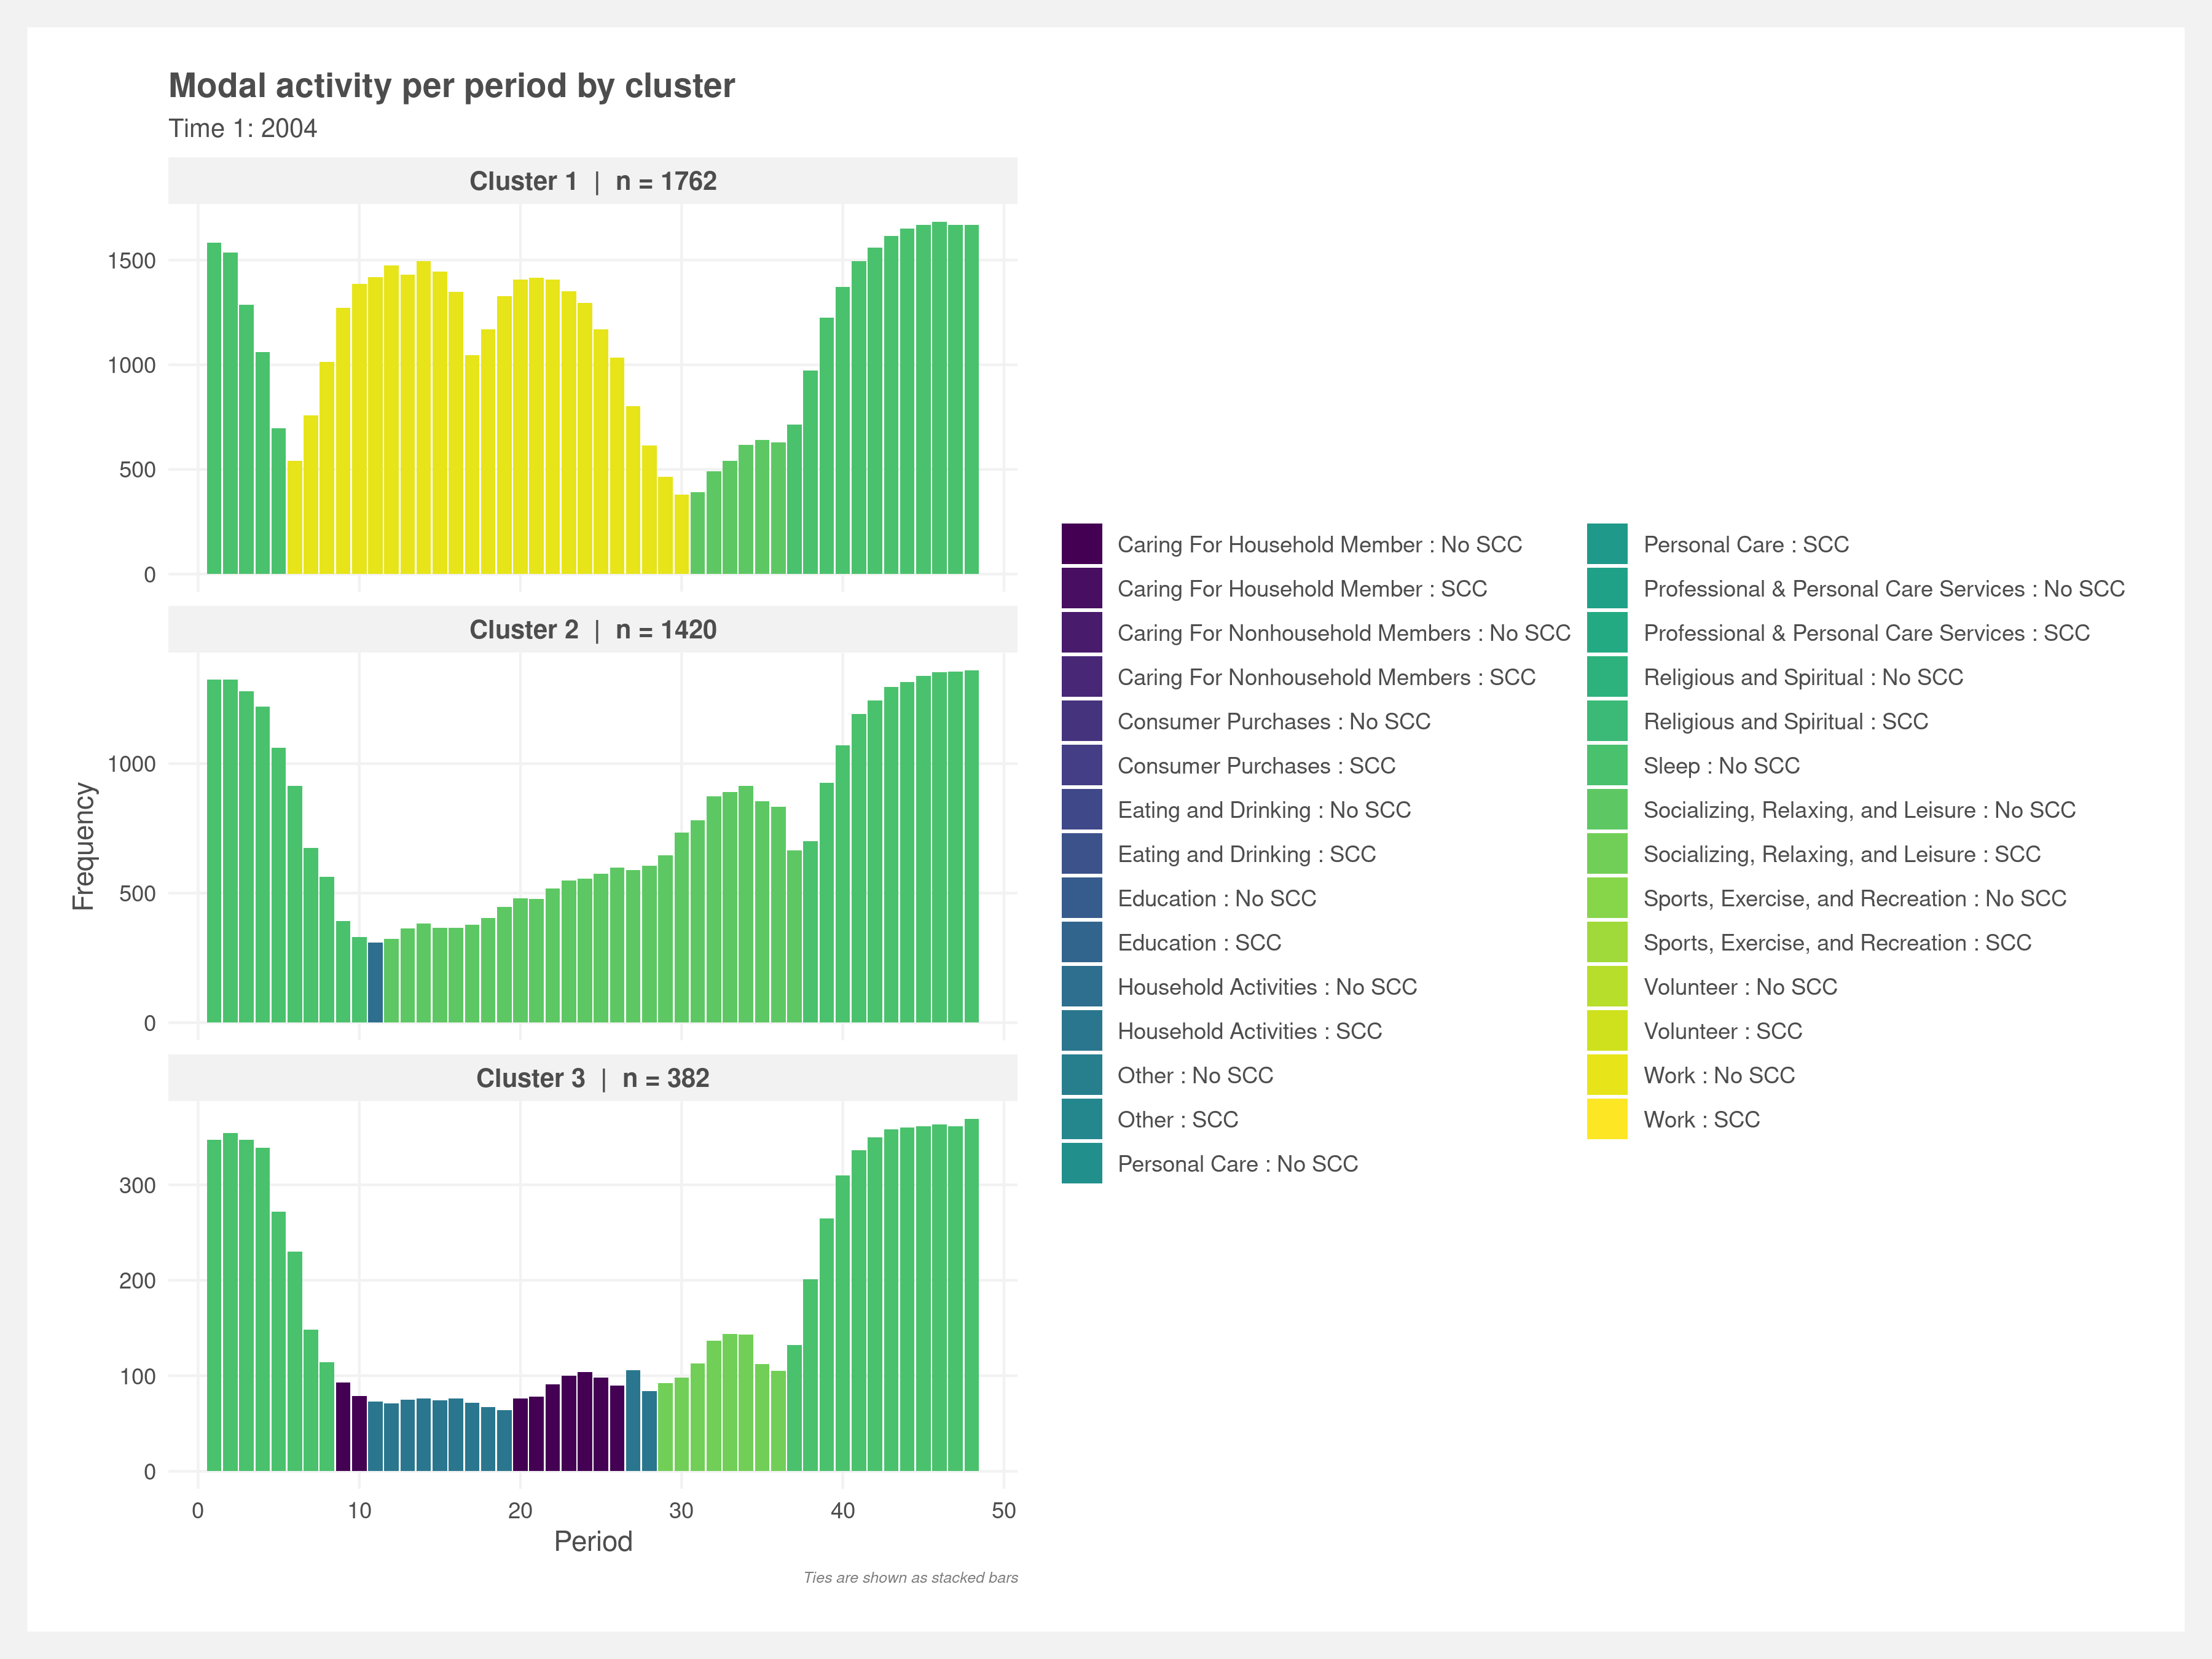 Modal activity per period by cluster
Time 1: 2004
Cluster 1 | n = 1762
1500
1000
500
0
Cluster 2 | n = 1420
1000
500
0
Cluster 3 | n = 382
300
200
100
0
0 10 20 30 40 50
Frequency
Period
Ties are shown as stacked bars
Caring For Household Member : No SCC
Caring For Household Member : SCC
Caring For Nonhousehold Members : No SCC
Caring For Nonhousehold Members : SCC
Consumer Purchases : No SCC
Consumer Purchases : SCC
Eating and Drinking : No SCC
Eating and Drinking : SCC
Education : No SCC
Education : SCC
Household Activities : No SCC
Household Activities : SCC
Other : No SCC
Other : SCC
Personal Care : No SCC
Personal Care : SCC
Professional & Personal Care Services : No SCC
Professional & Personal Care Services : SCC
Religious and Spiritual : No SCC
Religious and Spiritual : SCC
Sleep : No SCC
Socializing, Relaxing, and Leisure : No SCC
Socializing, Relaxing, and Leisure : SCC
Sports, Exercise, and Recreation : No SCC
Sports, Exercise, and Recreation : SCC
Volunteer : No SCC
Volunteer : SCC
Work : No SCC
Work : SCC